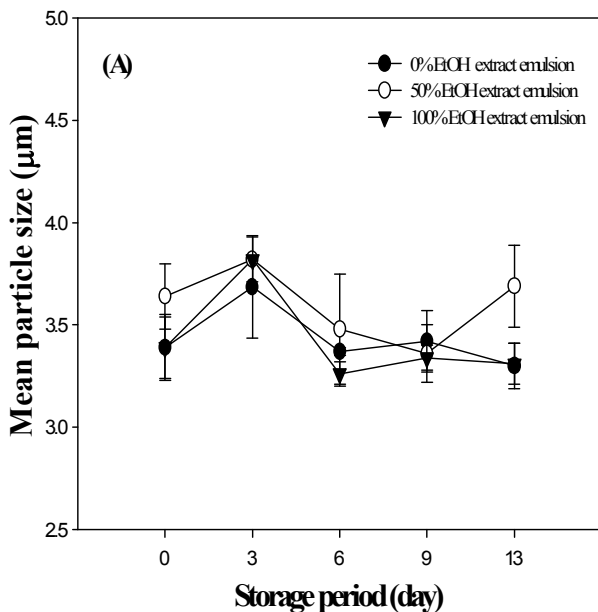 (A)
0% EtOH extract emulsion
50% EtOH extract emulsion
100% EtOH extract emulsion
Mean particle size (μm)
5.0
4.5
4.0
3.5
3.0
2.5
0 3 6 9 13
Storage period (day)